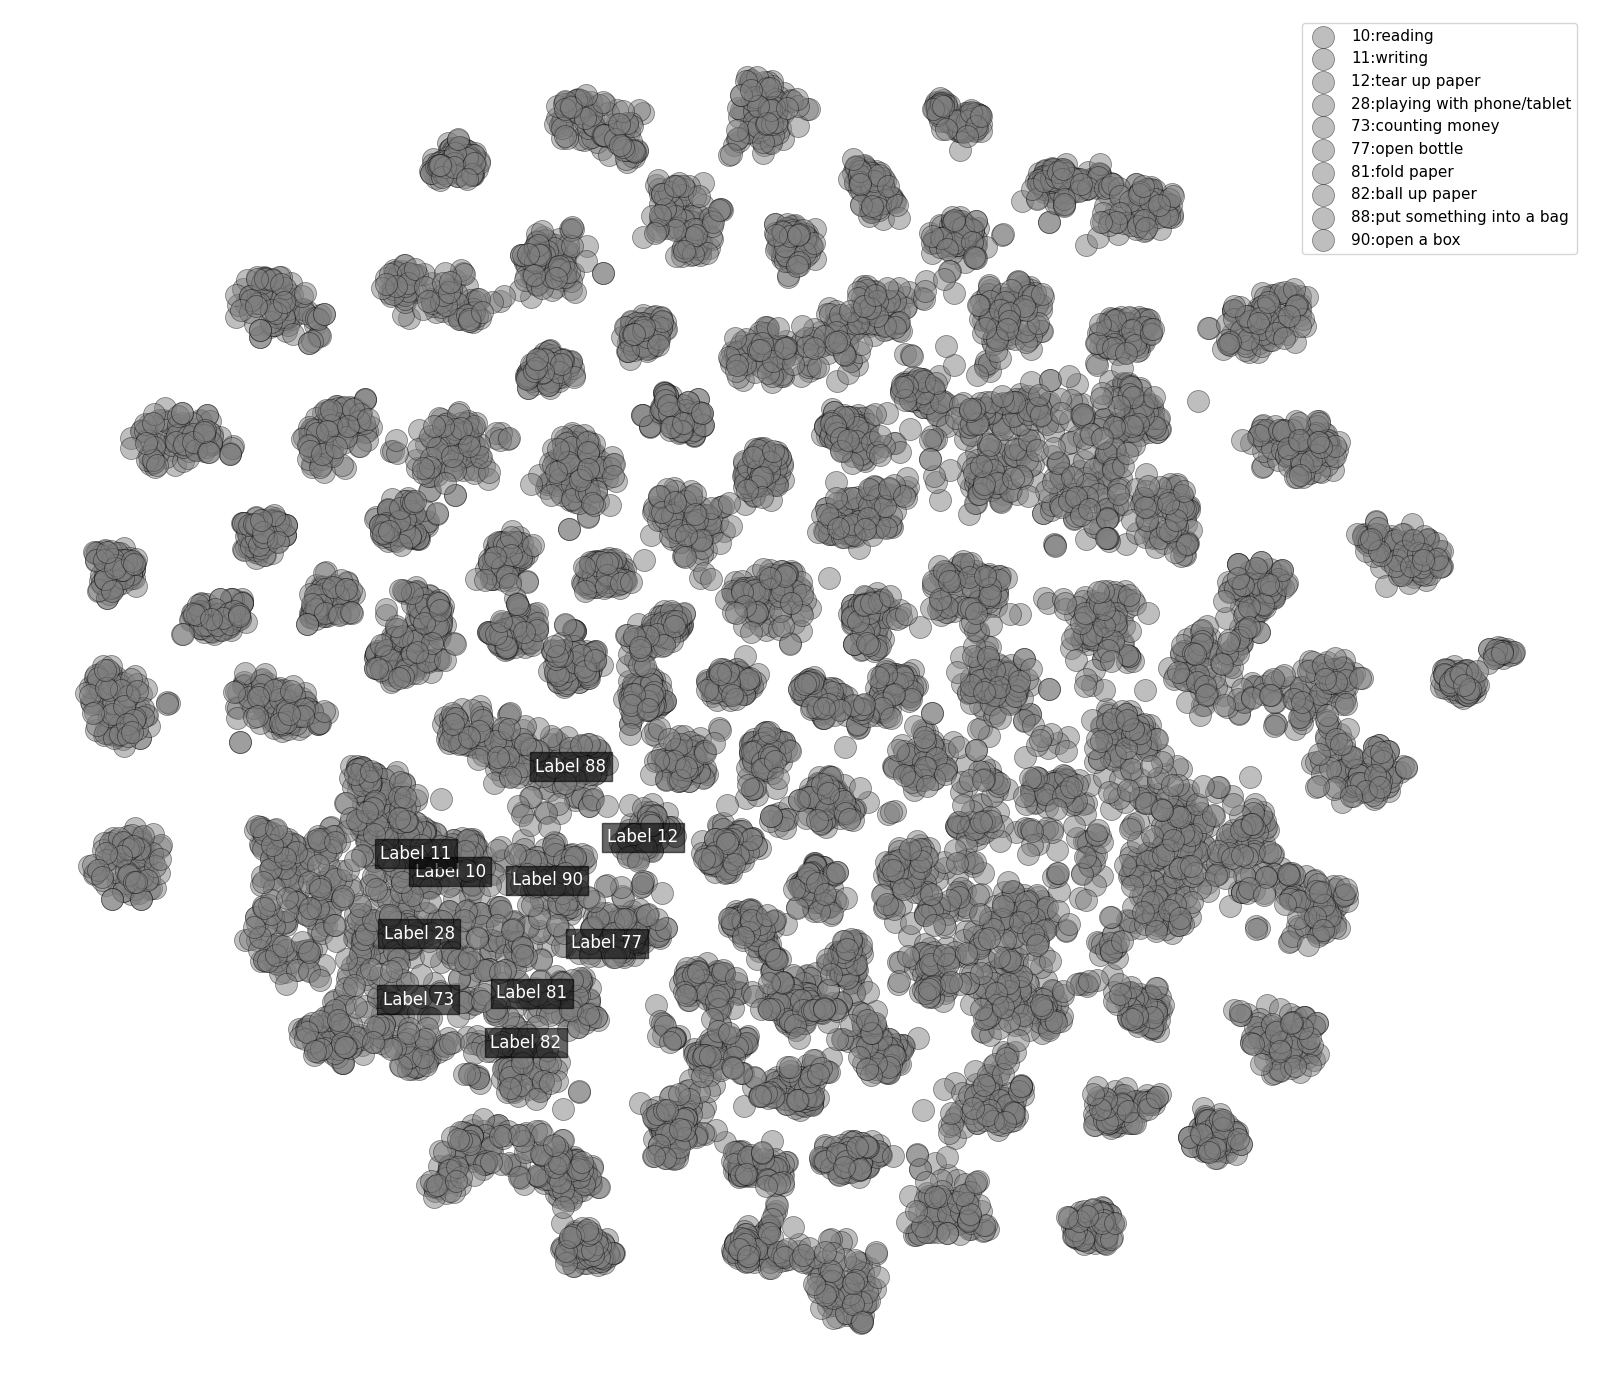 10:reading
11:writing
12:tear up paper
28:playing with phone/tablet
73:counting money
77:open bottle
81:fold paper
82:ball up paper
88:put something into a bag
90:open a box
Label 88
Label 12
Label 11
Label 10
Label 90
Label 28
Label 77
Label 81
Label 73
Label 82